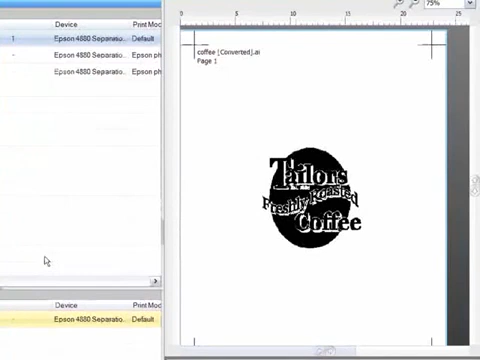 Device Print Mod
1 Epson 4880 Separatio.. Default
Epson 4880 Separatio.. Epson ph
Epson 4880 Separatio.. Epson ph
Device Print Mod
Epson 4880 Separatio.. Default
75%
0 5 10 15 20 25
coffee [Converted].ai
Page 1
Tailors
Freshly Roasted
Coffee